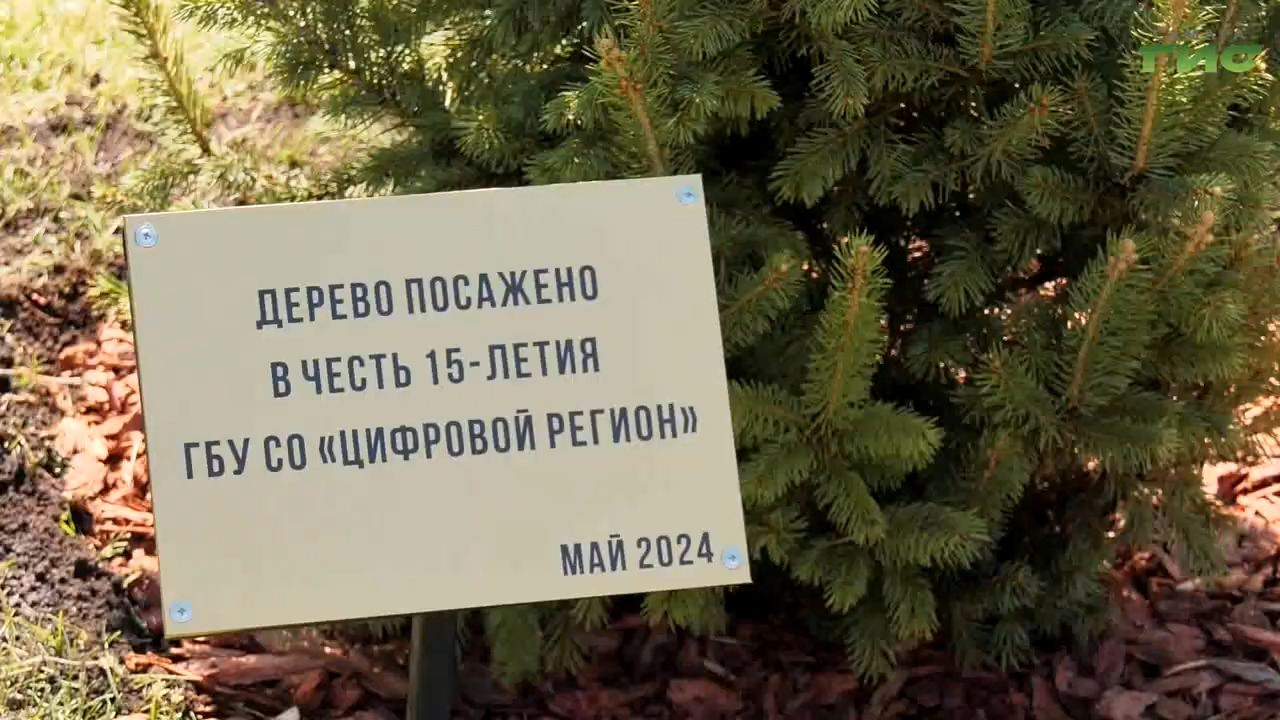 ГИС
ДЕРЕВО ПОСАЖЕНО
В ЧЕСТЬ 15-ЛЕТИЯ
ГБУ СО «ЦИФРОВОЙ РЕГИОН»
МАЙ 2024